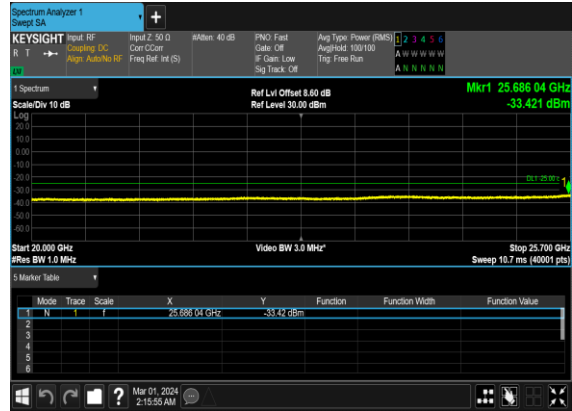 Spectrum Analyzer 1
Swept SA
+
KEYSIGHT Input: RF Input Z: 50 Ω #Atten: 40 dB PNO: Fast Avg Type: Power (RMS) 1 2 3 4 5 6
R T Coupling: DC Corr CCorr Gate: Off Avg|Hold: 100/100 A W W W W W
Align: Auto/No RF Freq Ref: Int (S) IF Gain: Low Trig: Free Run
Sig Track: Off A N N N N N
1 Spectrum
Ref Lvl Offset 8.60 dB Mkr1 25.686 04 GHz
Scale/Div 10 dB Ref Level 30.00 dBm -33.421 dBm
Log
20.0
10.0
0.00
-10.0
-20.0
DL1 -25.00 1
-30.0
-40.0
-50.0
-60.0
Start 20.000 GHz Video BW 3.0 MHz* Stop 25.700 GHz
#Res BW 1.0 MHz Sweep 10.7 ms (40001 pts)
5 Marker Table
Mode Trace Scale X Y Function Function Width Function Value
1 N 1 f 25.686 04 GHz -33.42 dBm
2
3
4
5
6
? Mar 01, 2024
2:15:55 AM